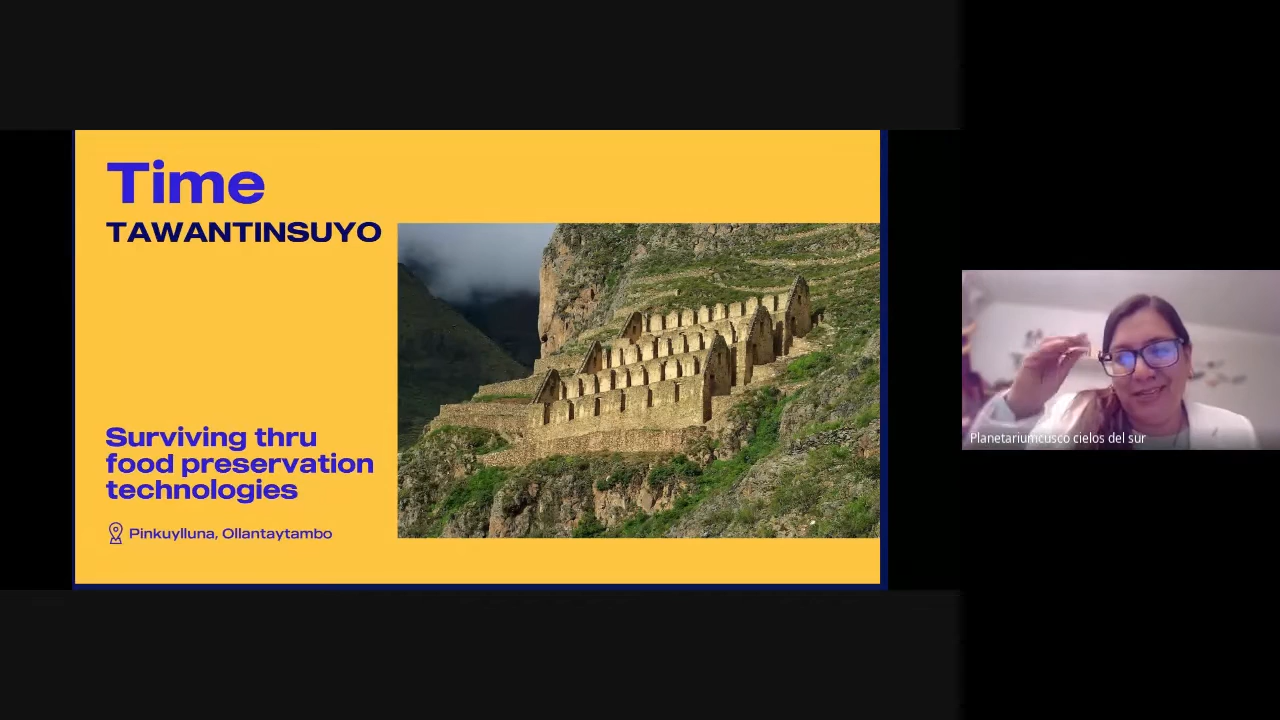 Time
TAWANTINSUYO
Surviving thru
food preservation
technologies
Pinkuylluna, Ollantaytambo
Planetariumcusco cielos del sur